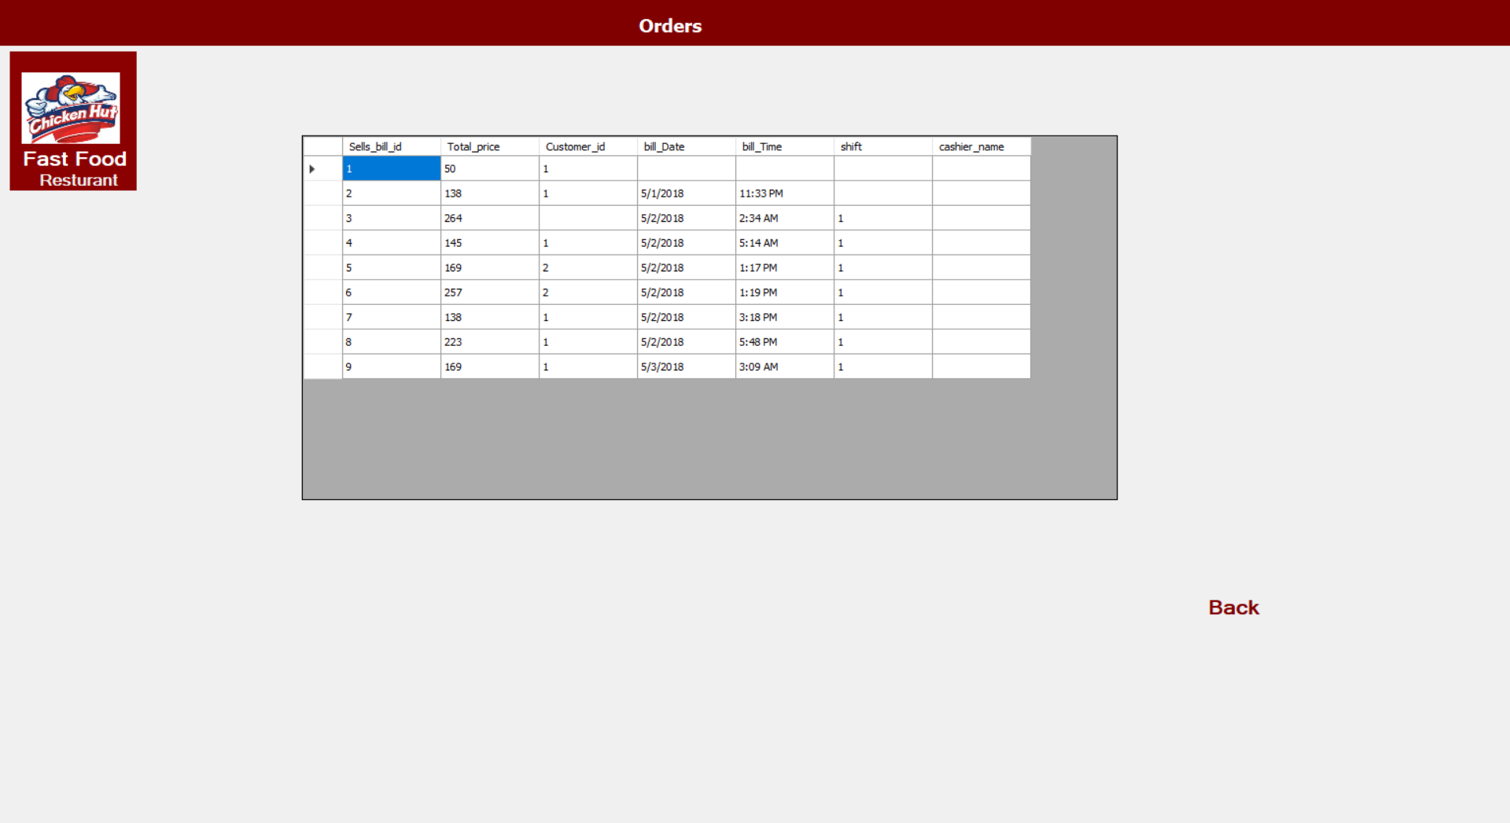 Orders
Chicken Hut
Fast Food
Resturant
Sells_bill_id Total_price Customer_id bill_Date bill_Time shift cashier_name
1 50 1
2 138 1 5/1/2018 11:33 PM
3 264 5/2/2018 2:34 AM 1
4 145 1 5/2/2018 5:14 AM 1
5 169 2 5/2/2018 1:17 PM 1
6 257 2 5/2/2018 1:19 PM 1
7 138 1 5/2/2018 3:18 PM 1
8 223 1 5/2/2018 5:48 PM 1
9 169 1 5/3/2018 3:09 AM 1
Back